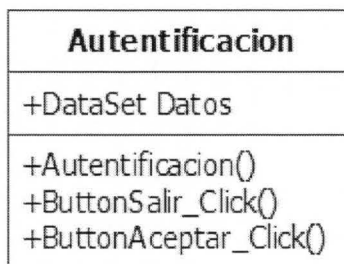 Autentificacion
+DataSet Datos
+Autentificacion()
+ButtonSalir_Click()
+ButtonAceptar_Click()